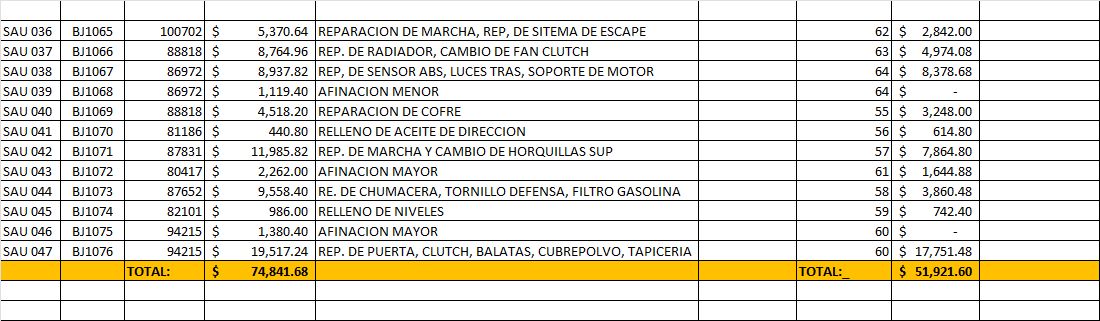 SAU 036 BJ1065 100702 $ 5,370.64 REPARACION DE MARCHA, REP, DE SITEMA DE ESCAPE 62 $ 2,842.00
SAU 037 BJ1066 88818 $ 8,764.96 REP. DE RADIADOR, CAMBIO DE FAN CLUTCH 63 $ 4,974.08
SAU 038 BJ1067 86972 $ 8,937.82 REP, DE SENSOR ABS, LUCES TRAS, SOPORTE DE MOTOR 64 $ 8,378.68
SAU 039 BJ1068 86972 $ 1,119.40 AFINACION MENOR 64 $ -
SAU 040 BJ1069 88818 $ 4,518.20 REPARACION DE COFRE 55 $ 3,248.00
SAU 041 BJ1070 81186 $ 440.80 RELLENO DE ACEITE DE DIRECCION 56 $ 614.80
SAU 042 BJ1071 87831 $ 11,985.82 REP. DE MARCHA Y CAMBIO DE HORQUILLAS SUP 57 $ 7,864.80
SAU 043 BJ1072 80417 $ 2,262.00 AFINACION MAYOR 61 $ 1,644.88
SAU 044 BJ1073 87652 $ 9,558.40 RE. DE CHUMACERA, TORNILLO DEFENSA, FILTRO GASOLINA 58 $ 3,860.48
SAU 045 BJ1074 82101 $ 986.00 RELLENO DE NIVELES 59 $ 742.40
SAU 046 BJ1075 94215 $ 1,380.40 AFINACION MAYOR 60 $ -
SAU 047 BJ1076 94215 $ 19,517.24 REP. DE PUERTA, CLUTCH, BALATAS, CUBREPOLVO, TAPICERIA 60 $ 17,751.48
TOTAL: $ 74,841.68 TOTAL:_ $ 51,921.60